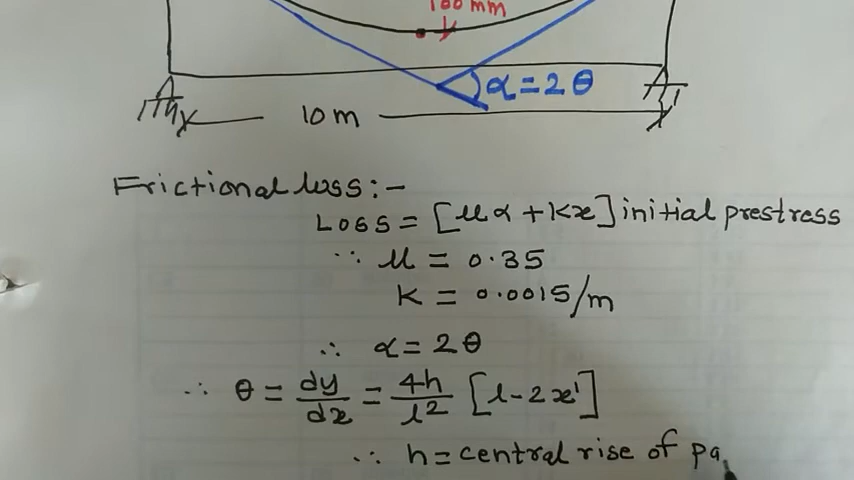 100 mm
α = 2θ
10 m
Frictional loss:-
Loss = [μα + Kx] initial prestress
∴ μ = 0.35
K = 0.0015/m
∴ α = 2θ
∴ θ = dy/dx = 4h/l² [l - 2x']
∴ h = central rise of pa